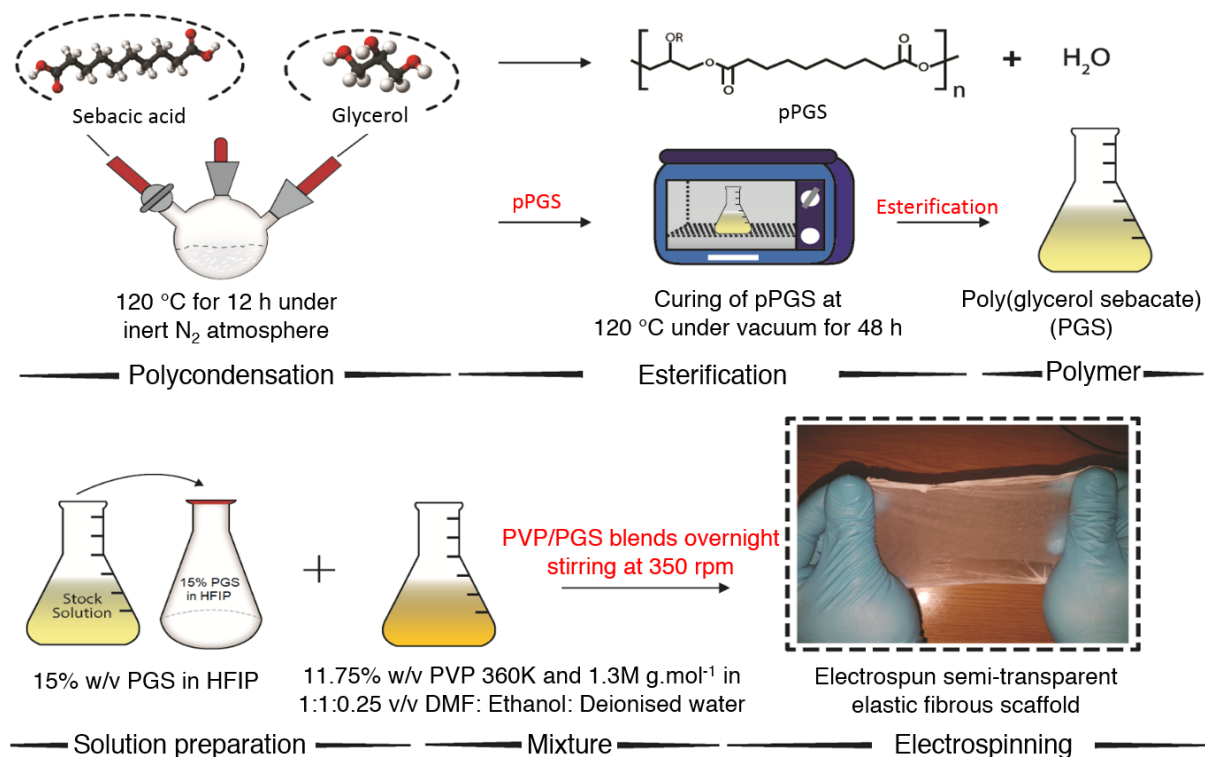 Sebacic acid
Glycerol
OR
O
O
O
O
n
pPGS
+
H₂O
pPGS
Esterification
120 °C for 12 h under
inert N₂ atmosphere
Curing of pPGS at
120 °C under vacuum for 48 h
Poly(glycerol sebacate)
(PGS)
Polycondensation
Esterification
Polymer
Stock
Solution
15% PGS
in HFIP
+
PVP/PGS blends overnight
stirring at 350 rpm
15% w/v PGS in HFIP
11.75% w/v PVP 360K and 1.3M g.mol⁻¹ in
1:1:0.25 v/v DMF: Ethanol: Deionised water
Electrospun semi-transparent
elastic fibrous scaffold
Solution preparation
Mixture
Electrospinning